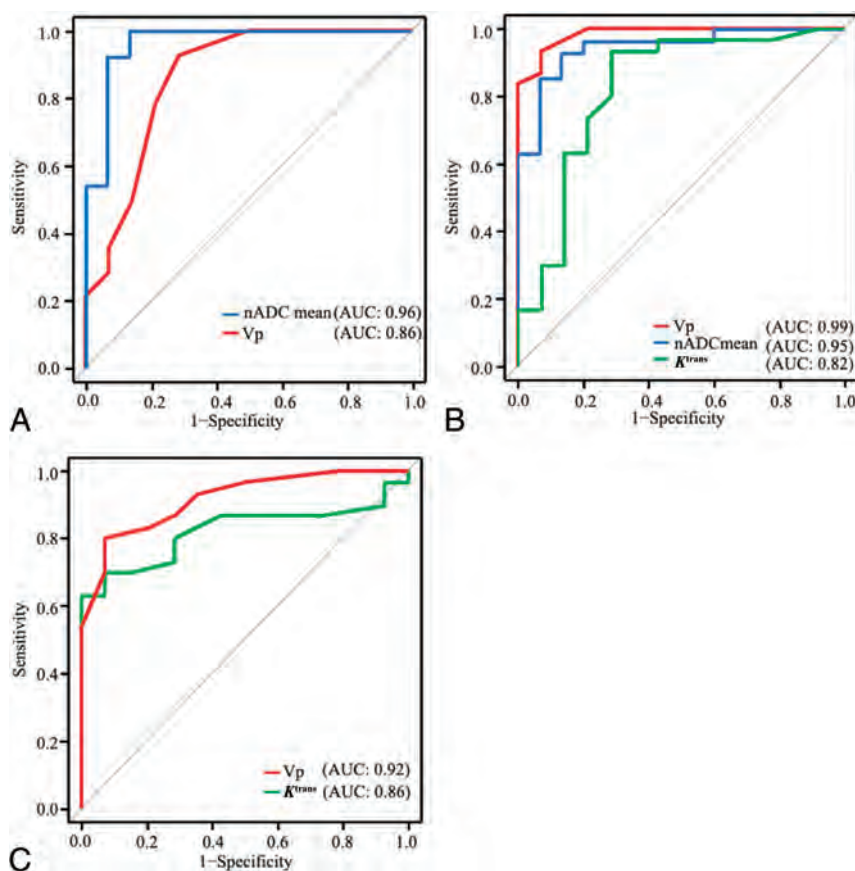 1.0
0.8
0.6
0.4
0.2
0.0
Sensitivity
nADC mean (AUC: 0.96)
Vp (AUC: 0.86)
0.0 0.2 0.4 0.6 0.8 1.0
1−Specificity
A
1.0
0.8
0.6
0.4
0.2
0.0
Sensitivity
Vp (AUC: 0.99)
nADCmean (AUC: 0.95)
Ktrans (AUC: 0.82)
0.0 0.2 0.4 0.6 0.8 1.0
1−Specificity
B
1.0
0.8
0.6
0.4
0.2
0.0
Sensitivity
Vp (AUC: 0.92)
Ktrans (AUC: 0.86)
0.0 0.2 0.4 0.6 0.8 1.0
1−Specificity
C